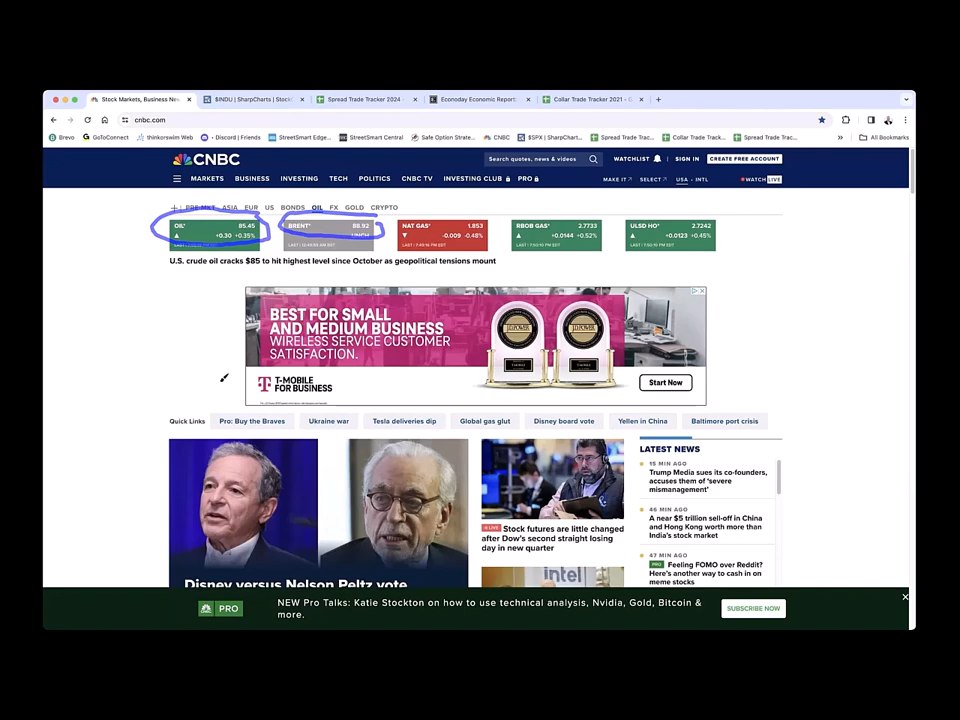 Stock Markets, Business New
$INDU | SharpCharts | Stock
Spread Trade Tracker 2024 -
Econoday Economic Report:
Collar Trade Tracker 2021 - G
cnbc.com
Brevo
GoToConnect
thinkorswim Web
- Discord | Friends
StreetSmart Edge...
StreetSmart Central
Safe Option Strate...
CNBC
$SPX | SharpChart...
Spread Trade Trac...
Collar Trade Track...
Spread Trade Trac...
»
All Bookmarks
CNBC
Search quotes, news & videos
WATCHLIST
SIGN IN
CREATE FREE ACCOUNT
MARKETS BUSINESS INVESTING TECH POLITICS CNBC TV INVESTING CLUB PRO
MAKE IT SELECT USA • INTL WATCH LIVE
PRE-MKT ASIA EUR US BONDS OIL FX GOLD CRYPTO
OIL* 85.45
+0.30 +0.35%
BRENT* 88.92
UNCH
NAT GAS* 1.853
-0.009 -0.48%
RBOB GAS* 2.7733
+0.0144 +0.52%
ULSD HO* 2.7242
+0.0123 +0.45%
U.S. crude oil cracks $85 to hit highest level since October as geopolitical tensions mount
BEST FOR SMALL
AND MEDIUM BUSINESS
WIRELESS SERVICE CUSTOMER
SATISFACTION.
J.D. POWER
J.D. POWER
T-MOBILE
FOR BUSINESS
Start Now
Quick Links
Pro: Buy the Braves
Ukraine war
Tesla deliveries dip
Global gas glut
Disney board vote
Yellen in China
Baltimore port crisis
Disney versus Nelson Peltz vote
LIVE Stock futures are little changed
after Dow's second straight losing
day in new quarter
intel
LATEST NEWS
15 MIN AGO
Trump Media sues its co-founders,
accuses them of 'severe
mismanagement'
46 MIN AGO
A near $5 trillion sell-off in China
and Hong Kong worth more than
India's stock market
47 MIN AGO
PRO Feeling FOMO over Reddit?
Here's another way to cash in on
meme stocks
PRO
NEW Pro Talks: Katie Stockton on how to use technical analysis, Nvidia, Gold, Bitcoin &
more.
SUBSCRIBE NOW